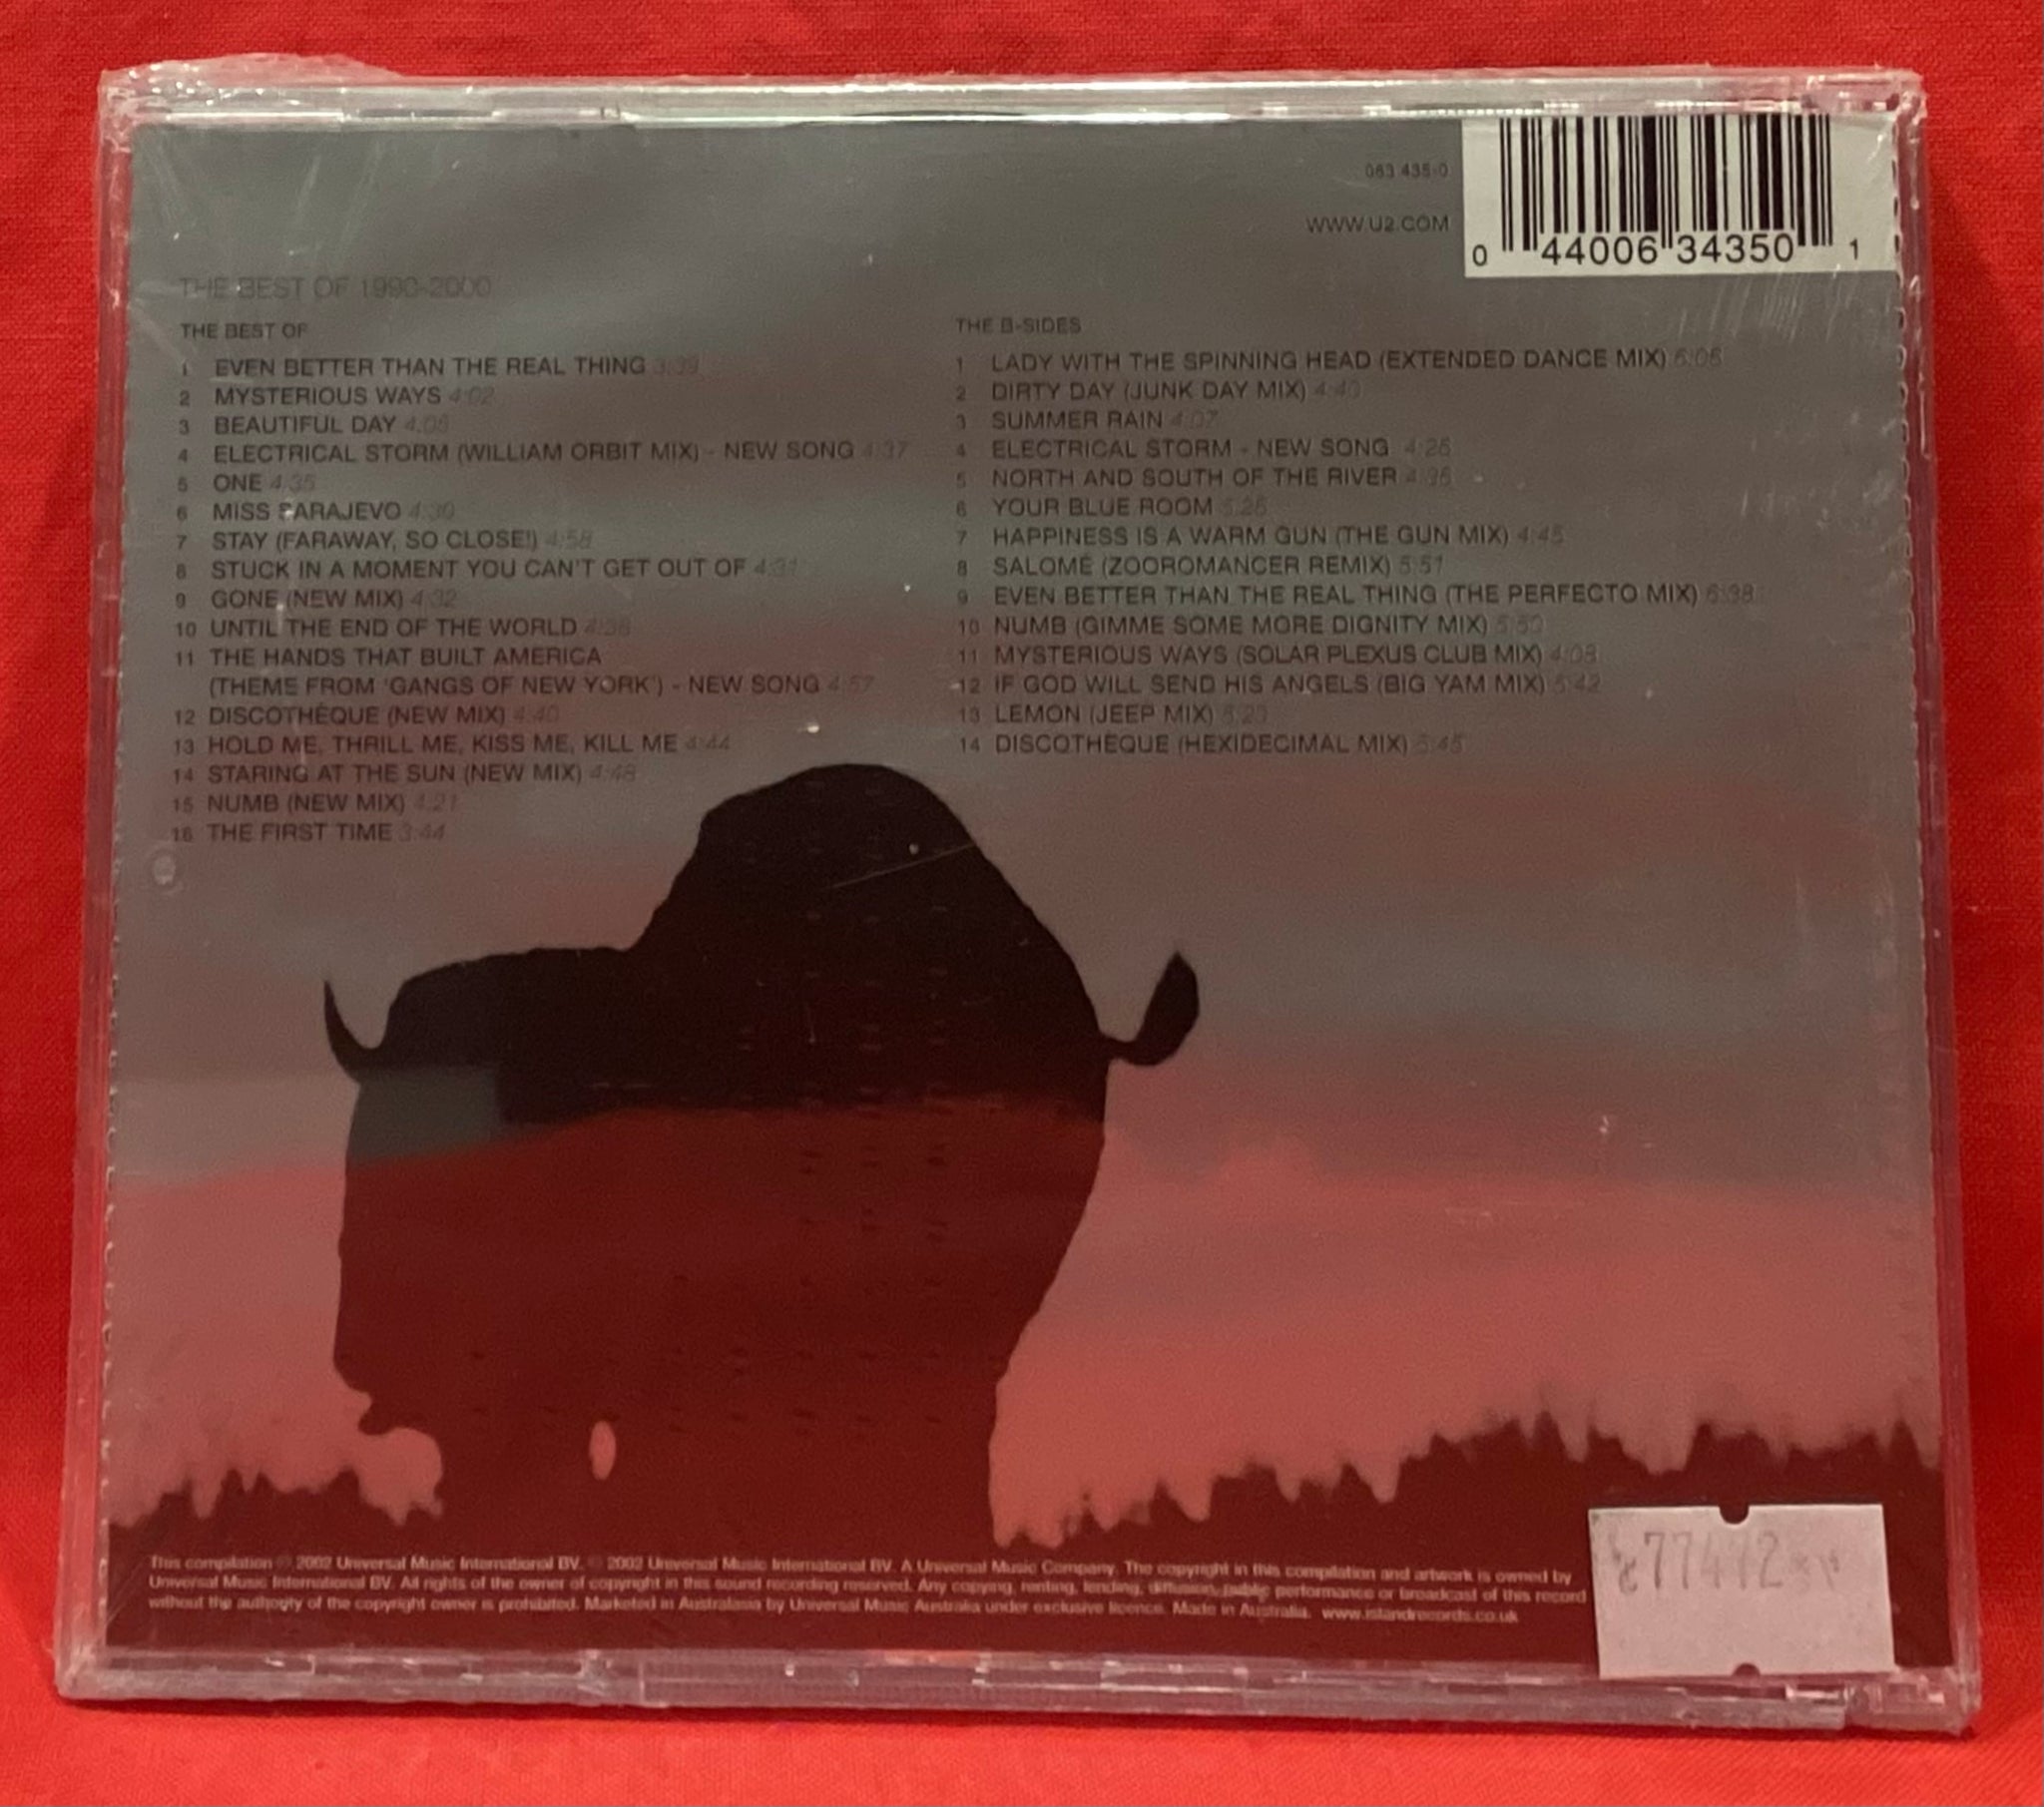 063 435-0
WWW.U2.COM
0 44006 34350 1
THE BEST OF 1990-2000
THE BEST OF
1 EVEN BETTER THAN THE REAL THING 3:39
2 MYSTERIOUS WAYS 4:02
3 BEAUTIFUL DAY 4:05
4 ELECTRICAL STORM (WILLIAM ORBIT MIX) - NEW SONG 4:37
5 ONE 4:35
6 MISS SARAJEVO 4:30
7 STAY (FARAWAY, SO CLOSE!) 4:58
8 STUCK IN A MOMENT YOU CAN'T GET OUT OF 4:31
9 GONE (NEW MIX) 4:32
10 UNTIL THE END OF THE WORLD 4:38
11 THE HANDS THAT BUILT AMERICA
(THEME FROM 'GANGS OF NEW YORK') - NEW SONG 4:57
12 DISCOTHÈQUE (NEW MIX) 4:40
13 HOLD ME, THRILL ME, KISS ME, KILL ME 4:44
14 STARING AT THE SUN (NEW MIX) 4:48
15 NUMB (NEW MIX) 4:21
16 THE FIRST TIME 3:44
THE B-SIDES
1 LADY WITH THE SPINNING HEAD (EXTENDED DANCE MIX) 6:06
2 DIRTY DAY (JUNK DAY MIX) 4:40
3 SUMMER RAIN 4:07
4 ELECTRICAL STORM - NEW SONG 4:26
5 NORTH AND SOUTH OF THE RIVER 4:36
6 YOUR BLUE ROOM 5:26
7 HAPPINESS IS A WARM GUN (THE GUN MIX) 4:45
8 SALOMÉ (ZOOROMANCER REMIX) 5:51
9 EVEN BETTER THAN THE REAL THING (THE PERFECTO MIX) 6:38
10 NUMB (GIMME SOME MORE DIGNITY MIX) 5:50
11 MYSTERIOUS WAYS (SOLAR PLEXUS CLUB MIX) 4:08
12 IF GOD WILL SEND HIS ANGELS (BIG YAM MIX) 5:42
13 LEMON (JEEP MIX) 5:23
14 DISCOTHÈQUE (HEXIDECIMAL MIX) 5:45
This compilation ℗ 2002 Universal Music International BV. © 2002 Universal Music International BV. A Universal Music Company. The copyright in this compilation and artwork is owned by
Universal Music International BV. All rights of the owner of copyright in this sound recording reserved. Any copying, renting, lending, diffusion, public performance or broadcast of this record
without the authority of the copyright owner is prohibited. Marketed in Australasia by Universal Music Australia under exclusive licence. Made in Australia. www.islandrecords.co.uk
77472